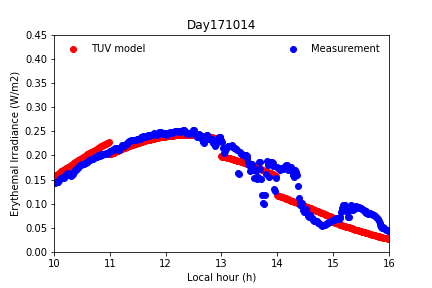 Day171014
TUV model
Measurement
Erythemal Irradiance (W/m2)
0.45
0.40
0.35
0.30
0.25
0.20
0.15
0.10
0.05
0.00
10 11 12 13 14 15 16
Local hour (h)